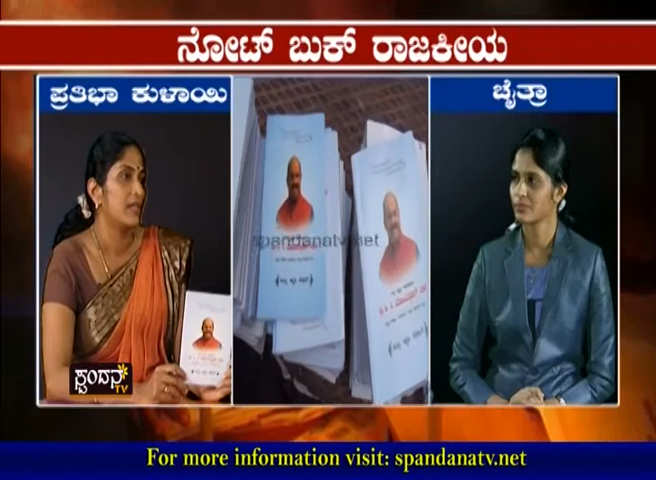 ನೋಟ್ ಬುಕ್ ರಾಜಕೀಯ
ಪ್ರತಿಭಾ ಕುಳಾಯಿ
ಚೈತ್ರಾ
spandanatv.net
ಸ್ಪಂದನ
TV
For more information visit: spandanatv.net